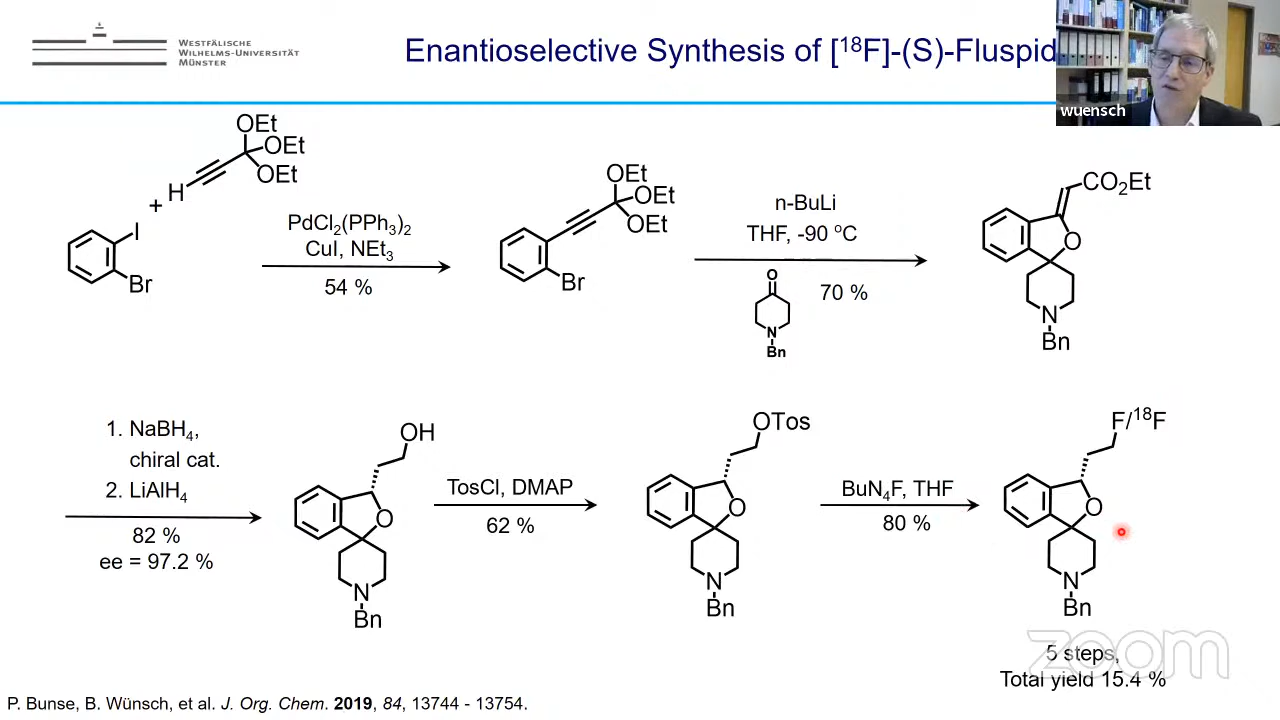 WESTFÄLISCHE
WILHELMS-UNIVERSITÄT
MÜNSTER
Enantioselective Synthesis of [18F]-(S)-Fluspid
wuensch
OEt
OEt
OEt
H
+
I
Br
PdCl2(PPh3)2
CuI, NEt3
54 %
OEt
OEt
OEt
Br
n-BuLi
THF, -90 oC
O
N
Bn
70 %
CO2Et
O
N
Bn
1. NaBH4,
chiral cat.
2. LiAlH4
82 %
ee = 97.2 %
OH
O
N
Bn
TosCl, DMAP
62 %
OTos
O
N
Bn
BuN4F, THF
80 %
F/18F
O
N
Bn
zoom
5 steps,
Total yield 15.4 %
P. Bunse, B. Wünsch, et al. J. Org. Chem. 2019, 84, 13744 - 13754.